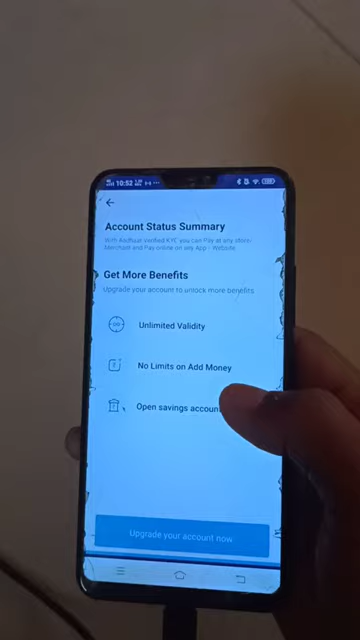 10:52
Account Status Summary
With Aadhaar verified KYC you can Pay at any store/
Merchant and Pay online on any App - Website
Get More Benefits
Upgrade your account to unlock more benefits
Unlimited Validity
No Limits on Add Money
Open savings account
Upgrade your account now